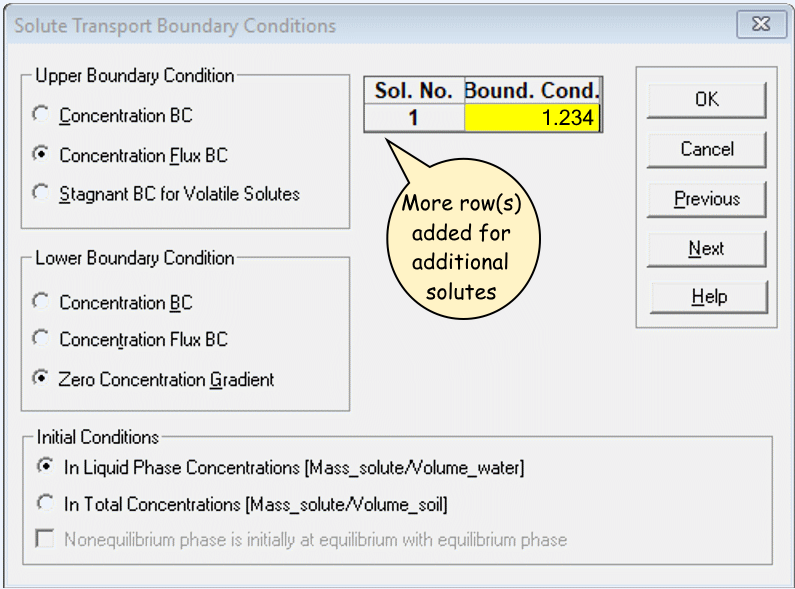 Solute Transport Boundary Conditions
Upper Boundary Condition
Concentration BC
Concentration Flux BC
Stagnant BC for Volatile Solutes
Sol. No. Bound. Cond.
1 1.234
More row(s)
added for
additional
solutes
OK
Cancel
Previous
Next
Help
Lower Boundary Condition
Concentration BC
Concentration Flux BC
Zero Concentration Gradient
Initial Conditions
In Liquid Phase Concentrations [Mass_solute/Volume_water]
In Total Concentrations [Mass_solute/Volume_soil]
Nonequilibrium phase is initially at equilibrium with equilibrium phase